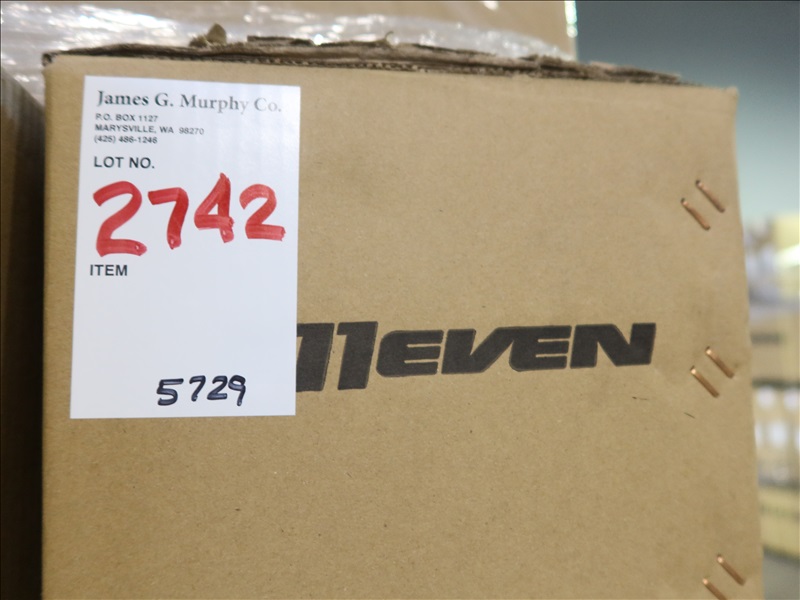 James G. Murphy Co.
P.O. BOX 1127
MARYSVILLE, WA 98270
(425) 486-1246
LOT NO.
2742
ITEM
5729
11EVEN